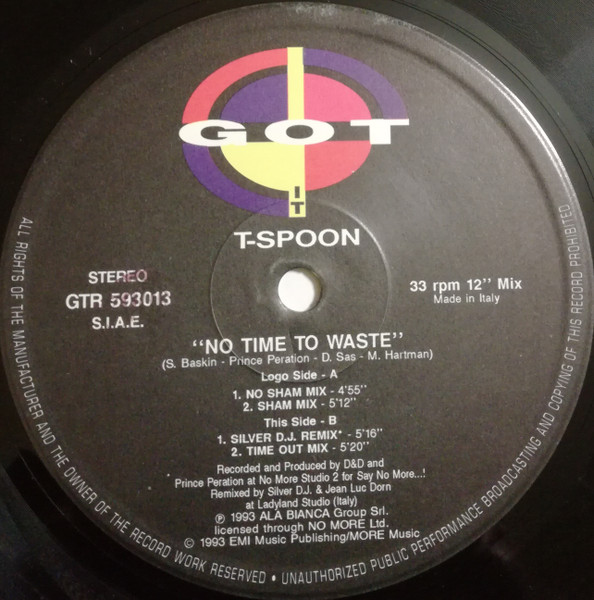 GOT
IT
T-SPOON
STEREO
GTR 593013
S.I.A.E.
33 rpm 12'' Mix
Made in Italy
“NO TIME TO WASTE”
(S. Baskin - Prince Peration - D. Sas - M. Hartman)
Logo Side - A
1. NO SHAM MIX - 4'55''
2. SHAM MIX - 5'12''
This Side - B
1. SILVER D.J. REMIX* - 5'16''
2. TIME OUT MIX - 5'20''
Recorded and Produced by D&D and
Prince Peration at No More Studio 2 for Say No More...!
*Remixed by Silver D.J. & Jean Luc Dorn
at Ladyland Studio (Italy)
℗ 1993 ALA BIANCA Group Srl.
licensed through NO MORE Ltd.
© 1993 EMI Music Publishing/MORE Music
ALL RIGHTS OF THE MANUFACTURER AND THE OWNER OF THE RECORD WORK RESERVED • UNAUTHORIZED PUBLIC PERFORMANCE BROADCASTING AND COPYING OF THIS RECORD PROHIBITED